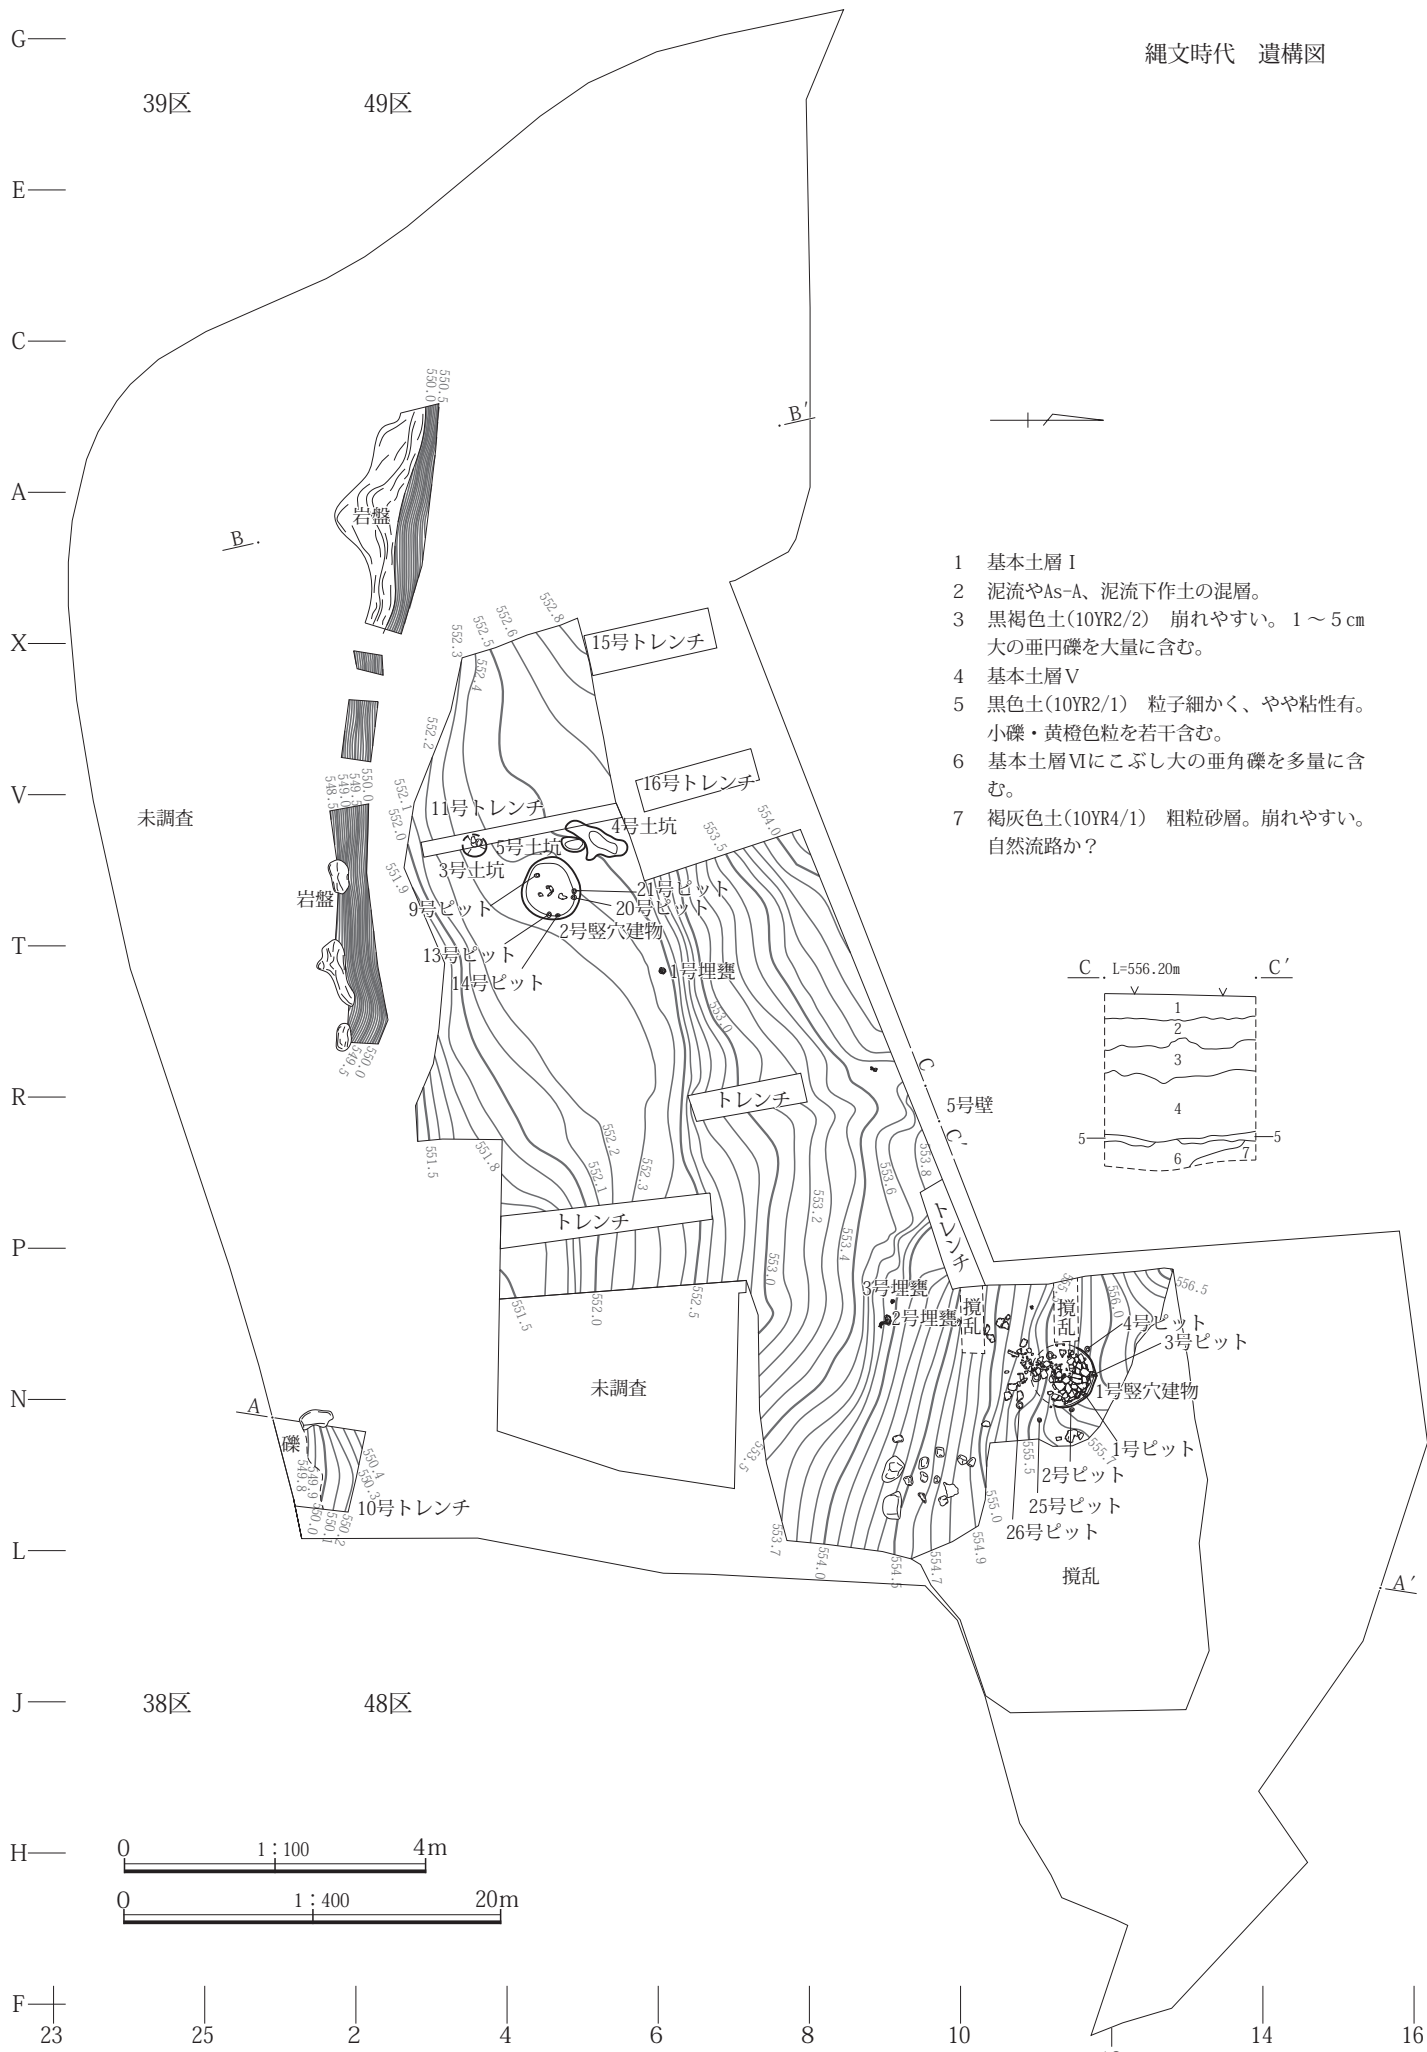 縄文時代　遺構図
39区
49区
G
E
C
A
X
V
T
R
P
N
L
J
H
F
550.5
550.0
岩盤
B .
. B′
1　基本土層Ⅰ
2　泥流やAs-A、泥流下作土の混層。
3　黒褐色土(10YR2/2)　崩れやすい。１～５㎝
大の亜円礫を大量に含む。
4　基本土層Ⅴ
5　黒色土(10YR2/1)　粒子細かく、やや粘性有。
小礫・黄橙色粒を若干含む。
6　基本土層Ⅵにこぶし大の亜角礫を多量に含
む。
7　褐灰色土(10YR4/1)　粗粒砂層。崩れやすい。
自然流路か？
552.3
552.5
552.6
552.8
552.4
552.2
552.1
552.0
551.9
15号トレンチ
16号トレンチ
11号トレンチ
4号土坑
5号土坑
3号土坑
9号ピット
21号ピット
20号ピット
2号竪穴建物
13号ピット
14号ピット
1号埋甕
未調査
550.0
549.5
549.0
548.5
岩盤
550.0
549.5
553.5
554.0
553.0
C .
L=556.20m
. C′
1
2
3
4
5
5
6
7
C .
. C′
5号壁
トレンチ
552.2
552.1
552.3
551.8
551.5
553.8
553.6
553.2
553.4
トレンチ
トレンチ
553.0
552.5
552.0
551.5
3号埋甕
2号埋甕
撹乱
撹乱
556.0
556.5
4号ピット
3号ピット
1号竪穴建物
1号ピット
2号ピット
25号ピット
26号ピット
555.5
555.7
555.0
554.9
554.7
554.5
554.0
553.7
553.5
未調査
撹乱
A .
. A′
礫
10号トレンチ
550.4
550.3
550.2
550.1
550.0
549.9
549.8
38区
48区
0
1：100
4m
0
1：400
20m
23
25
2
4
6
8
10
14
16